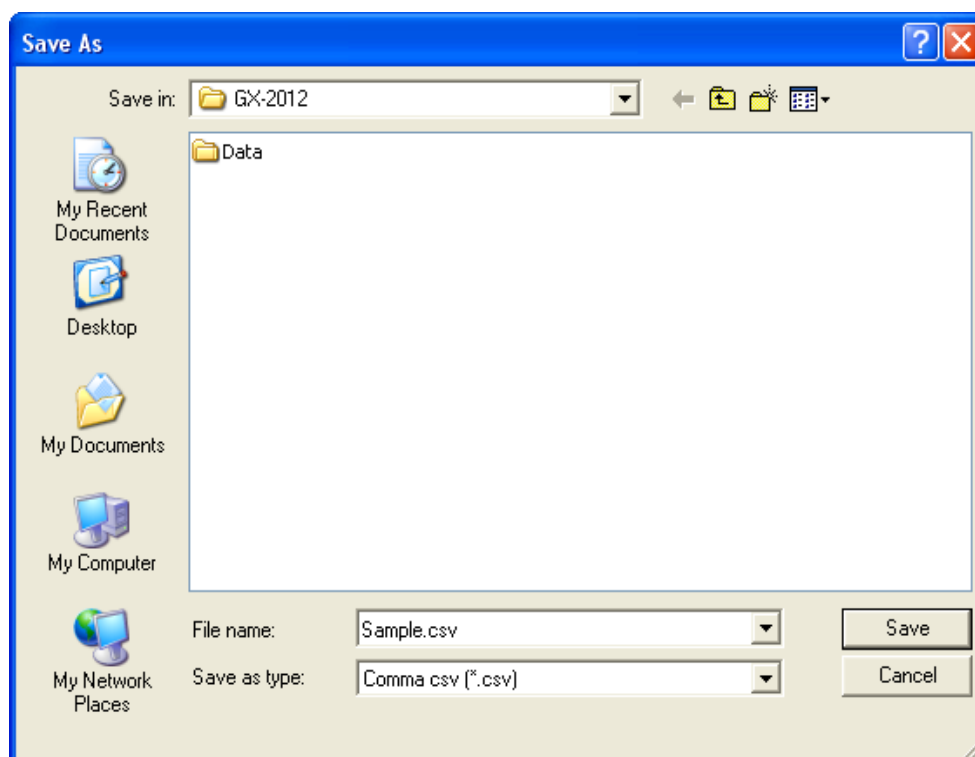 Save As
Save in: GX-2012
Data
My Recent
Documents
Desktop
My Documents
My Computer
My Network
Places
File name: Sample.csv
Save
Save as type: Comma csv (*.csv)
Cancel